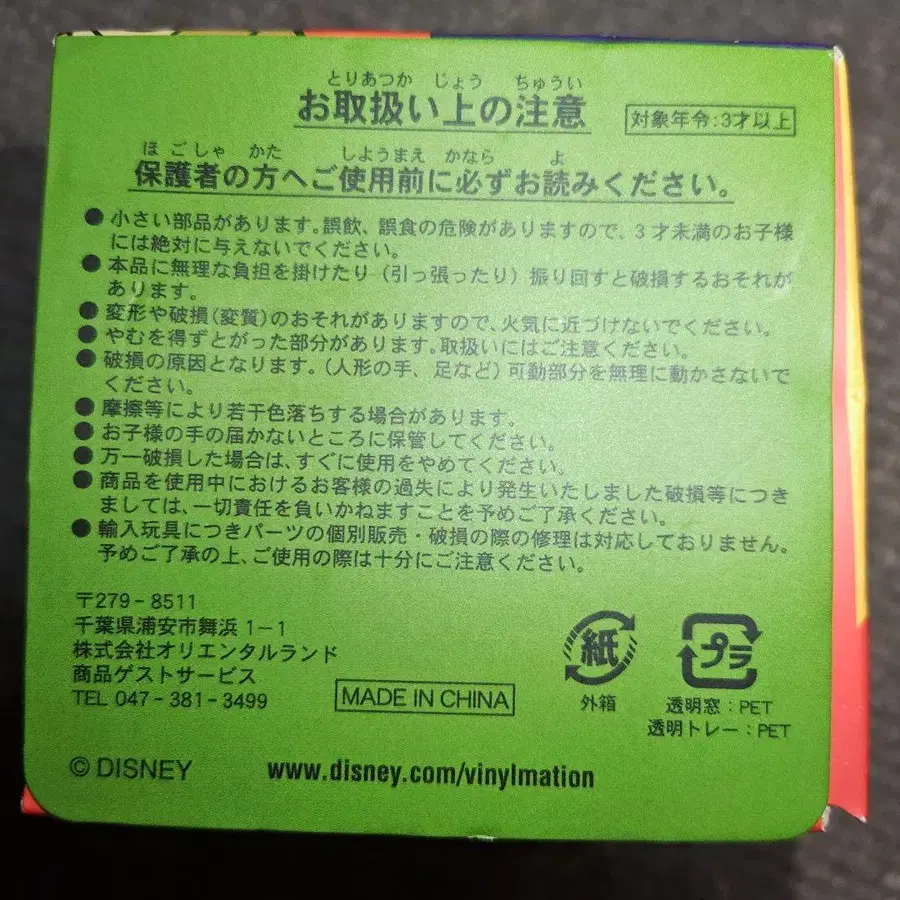 とりあつか じょう ちゅうい
お取扱い上の注意
対象年令:3才以上
ほごしゃ かた しようまえ かなら よ
保護者の方へご使用前に必ずお読みください。
● 小さい部品があります。誤飲、誤食の危険がありますので、3才未満のお子様
には絶対に与えないでください。
● 本品に無理な負担を掛けたり(引っ張ったり)振り回すと破損するおそれが
あります。
● 変形や破損(変質)のおそれがありますので、火気に近づけないでください。
● やむを得ずとがった部分があります。取扱いにはご注意ください。
● 破損の原因となります。(人形の手、足など)可動部分を無理に動かさないで
ください。
● 摩擦等により若干色落ちする場合があります。
● お子様の手の届かないところに保管してください。
● 万一破損した場合は、すぐに使用をやめてください。
● 商品を使用中におけるお客様の過失により発生いたしました破損等につき
ましては、一切責任を負いかねますことを予めご了承ください。
● 輸入玩具につきパーツの個別販売・破損の際の修理は対応しておりません。
予めご了承の上、ご使用の際は十分にご注意ください。
〒279-8511
千葉県浦安市舞浜1-1
株式会社オリエンタルランド
商品ゲストサービス
TEL 047-381-3499
MADE IN CHINA
紙
外箱
プラ
透明窓:PET
透明トレー:PET
© DISNEY
www.disney.com/vinylmation